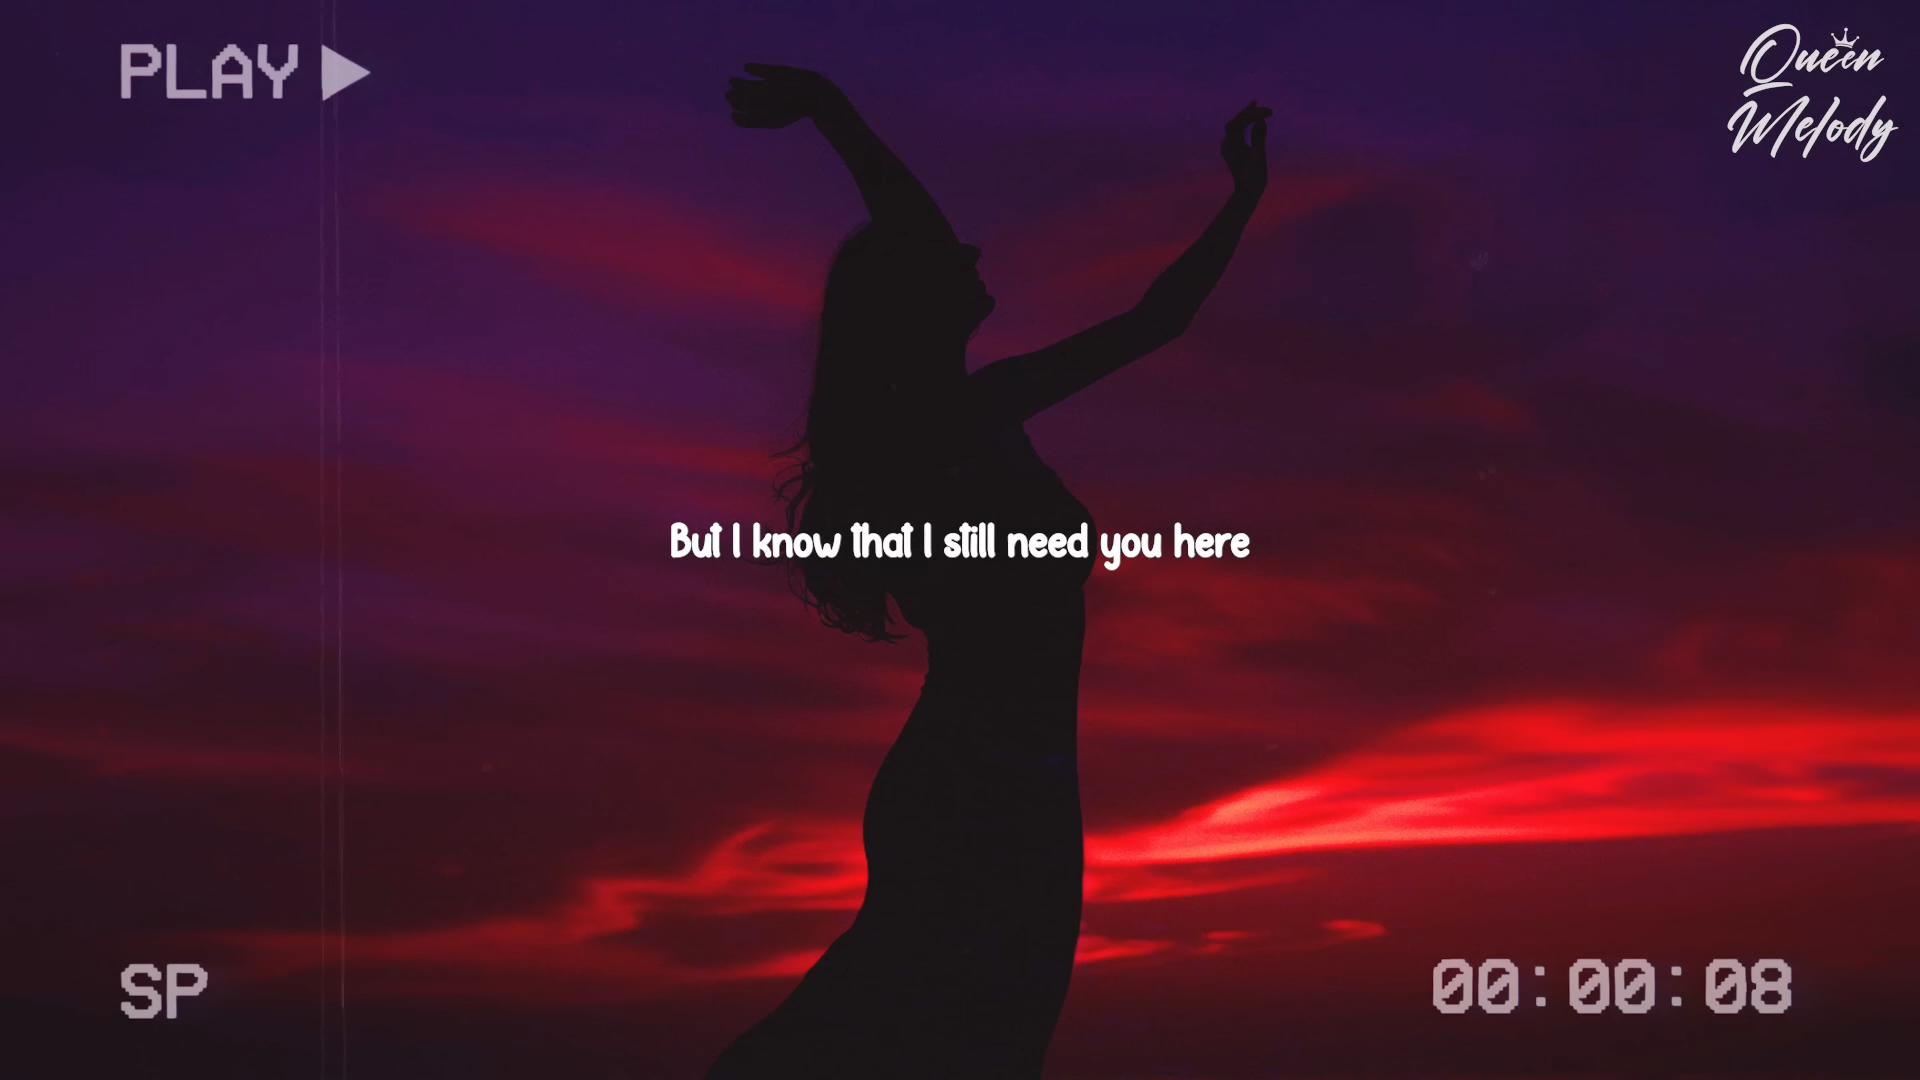 PLAY
Queen
Melody
But I know that I still need you here
SP
00:00:08